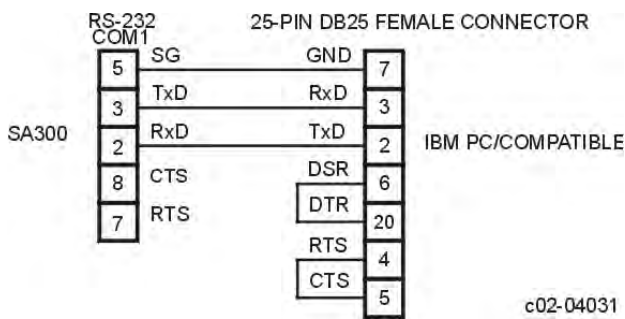 RS-232
COM1
25-PIN DB25 FEMALE CONNECTOR
5 SG GND 7
3 TxD RxD 3
SA300
2 RxD TxD 2
IBM PC/COMPATIBLE
8 CTS DSR 6
7 RTS DTR 20
RTS 4
CTS 5
c02-04031